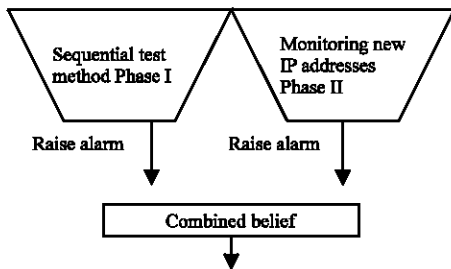 Sequential test
method Phase I
Monitoring new
IP addresses
Phase II
Raise alarm
Raise alarm
Combined belief